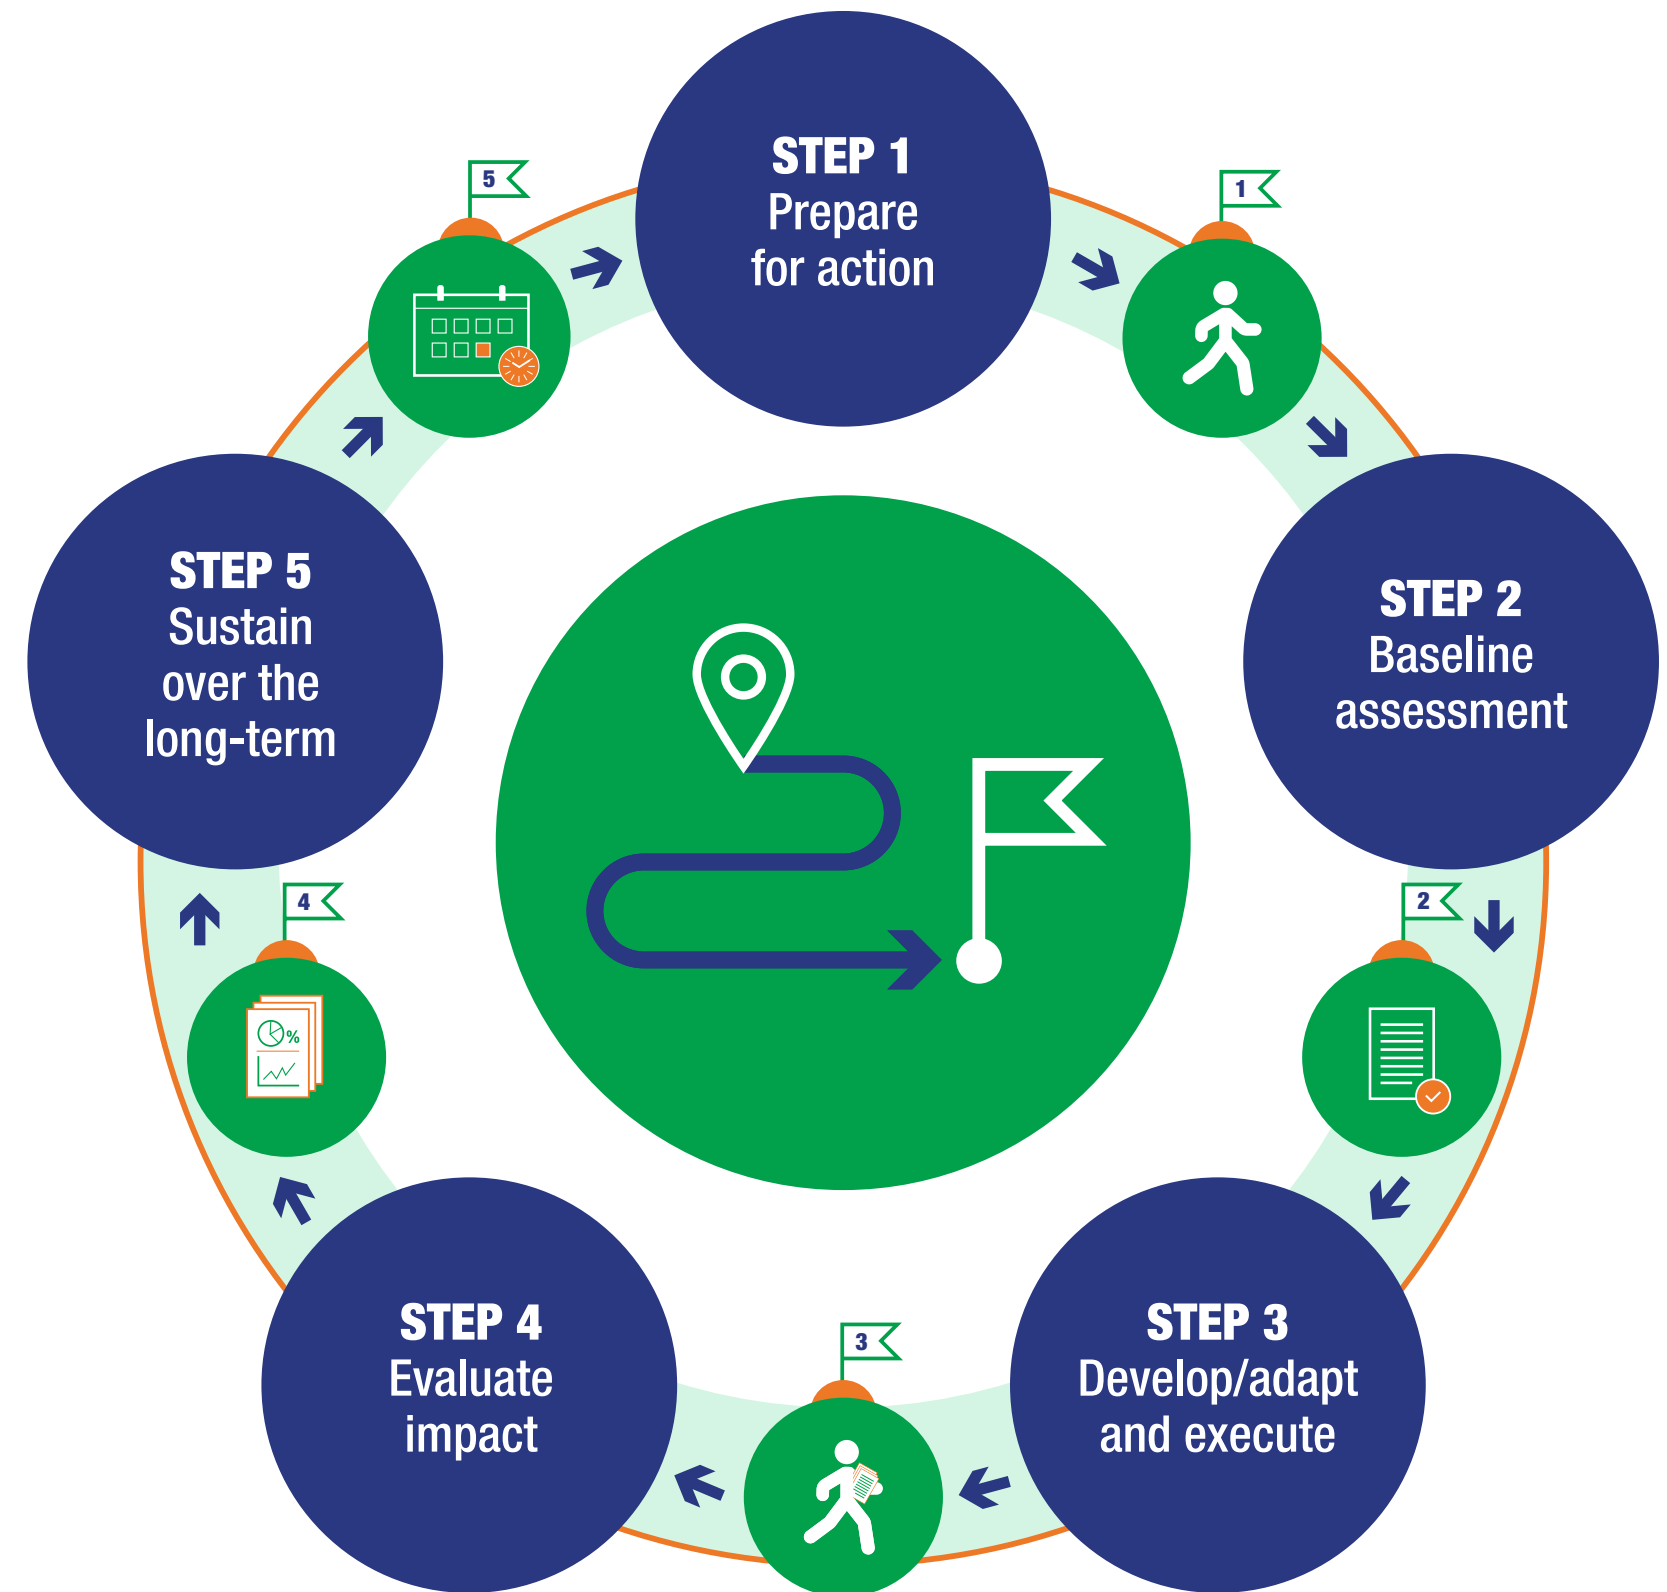 STEP 1
Prepare
for action
1
STEP 2
Baseline
assessment
2
STEP 3
Develop/adapt
and execute
3
STEP 4
Evaluate
impact
4
%
STEP 5
Sustain
over the
long-term
5